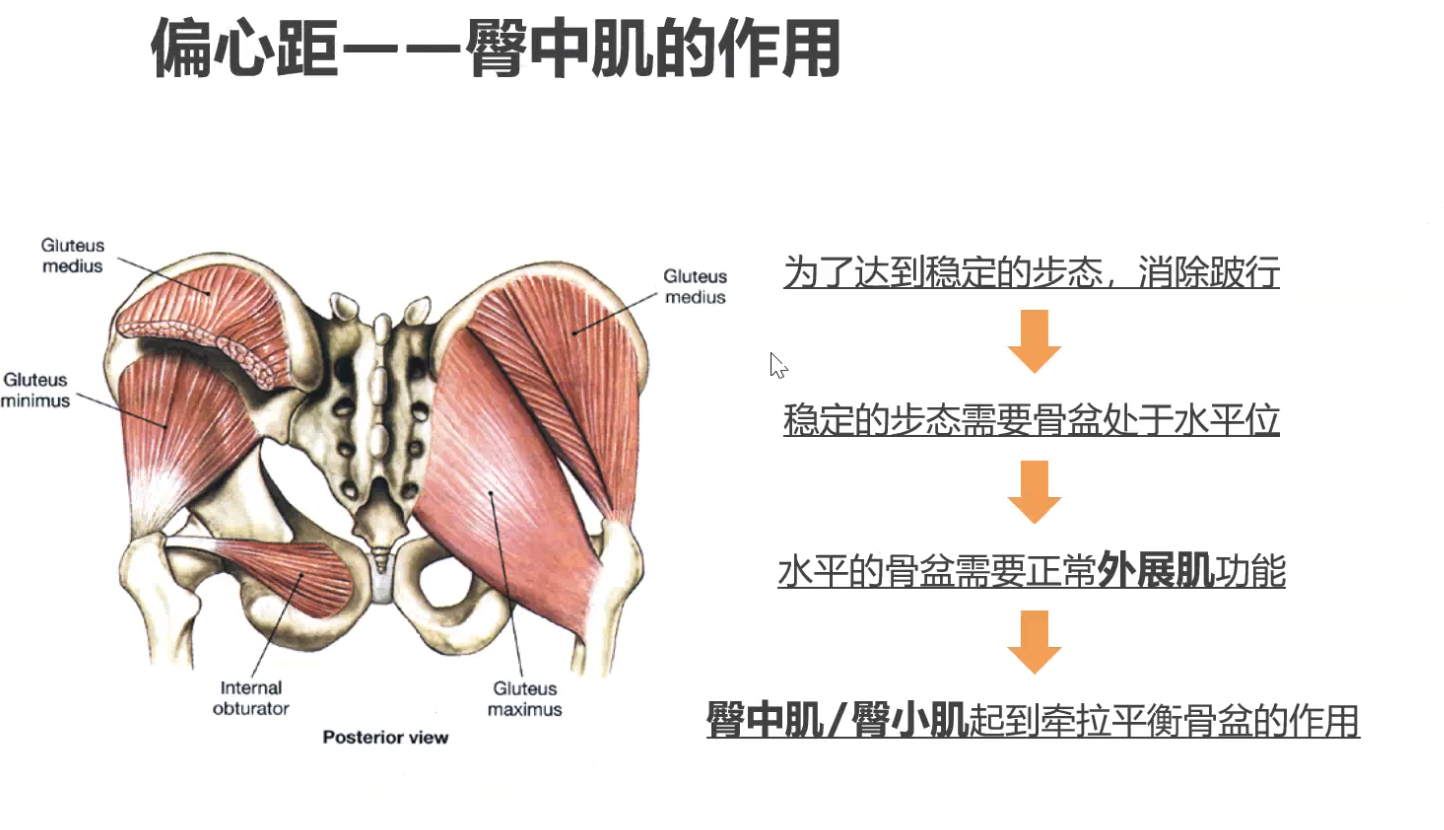 偏心距一一臀中肌的作用
Gluteus
medius
Gluteus
minimus
Internal
obturator
Gluteus
maximus
Gluteus
medius
Posterior view
为了达到稳定的步态，消除跛行
稳定的步态需要骨盆处于水平位
水平的骨盆需要正常外展肌功能
臀中肌/臀小肌起到牵拉平衡骨盆的作用